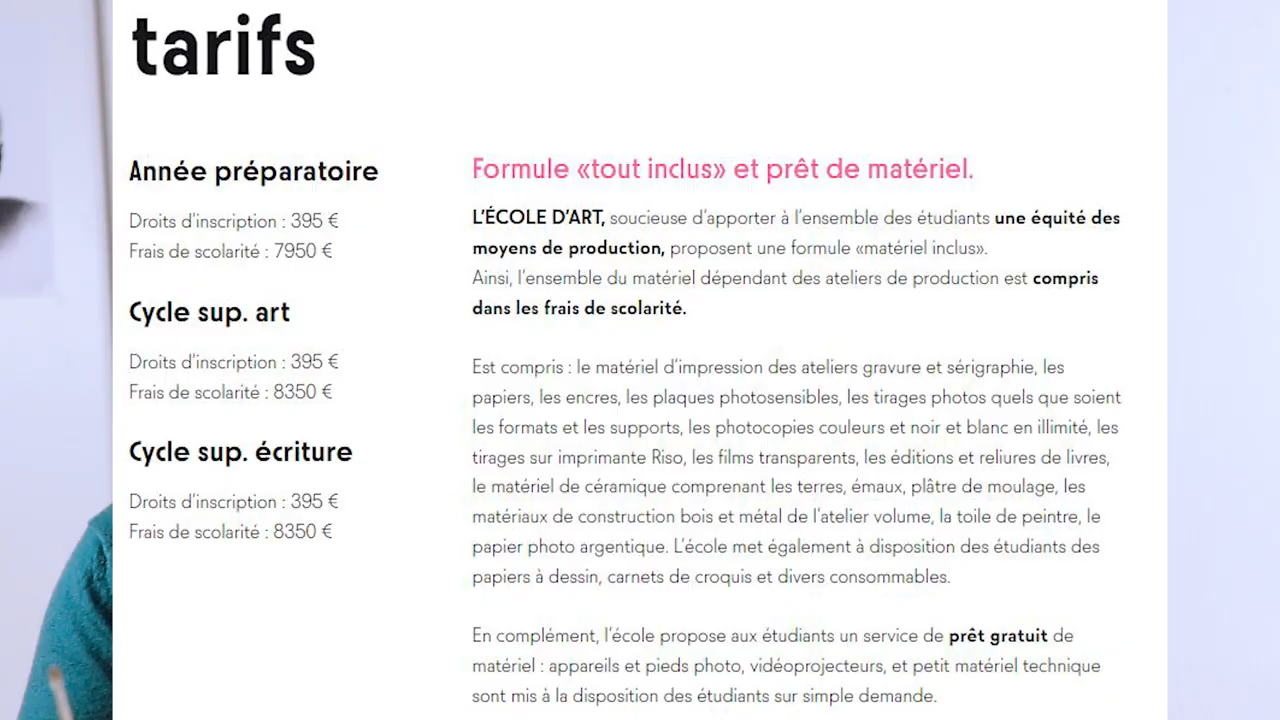 tarifs
Année préparatoire
Droits d'inscription : 395 €
Frais de scolarité : 7950 €
Cycle sup. art
Droits d'inscription : 395 €
Frais de scolarité : 8350 €
Cycle sup. écriture
Droits d'inscription : 395 €
Frais de scolarité : 8350 €
Formule «tout inclus» et prêt de matériel.
L'ÉCOLE D'ART, soucieuse d'apporter à l'ensemble des étudiants une équité des
moyens de production, proposent une formule «matériel inclus».
Ainsi, l'ensemble du matériel dépendant des ateliers de production est compris
dans les frais de scolarité.
Est compris : le matériel d'impression des ateliers gravure et sérigraphie, les
papiers, les encres, les plaques photosensibles, les tirages photos quels que soient
les formats et les supports, les photocopies couleurs et noir et blanc en illimité, les
tirages sur imprimante Riso, les films transparents, les éditions et reliures de livres,
le matériel de céramique comprenant les terres, émaux, plâtre de moulage, les
matériaux de construction bois et métal de l'atelier volume, la toile de peintre, le
papier photo argentique. L'école met également à disposition des étudiants des
papiers à dessin, carnets de croquis et divers consommables.
En complément, l'école propose aux étudiants un service de prêt gratuit de
matériel : appareils et pieds photo, vidéoprojecteurs, et petit matériel technique
sont mis à la disposition des étudiants sur simple demande.